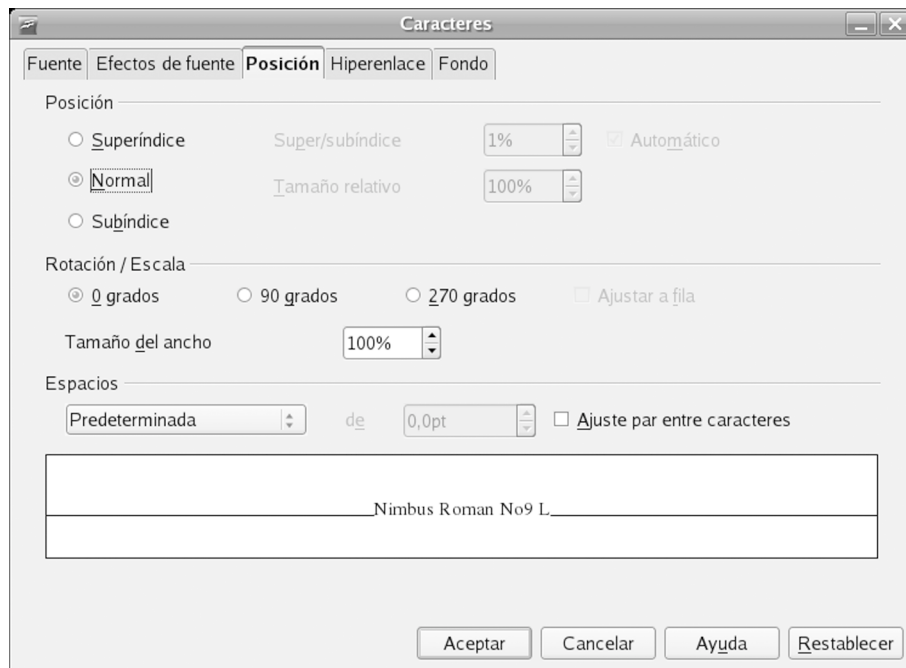 Caracteres
Fuente Efectos de fuente Posición Hiperenlace Fondo
Posición
Superíndice Super/subíndice 1% Automático
Normal Tamaño relativo 100%
Subíndice
Rotación / Escala
0 grados 90 grados 270 grados Ajustar a fila
Tamaño del ancho 100%
Espacios
Predeterminada de 0,0pt Ajuste par entre caracteres
Nimbus Roman No9 L
Aceptar Cancelar Ayuda Restablecer